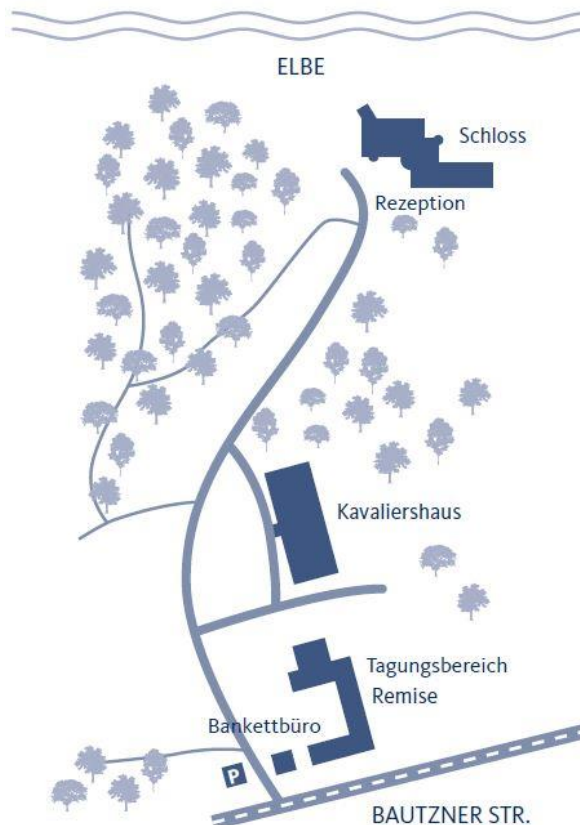 ELBE
Schloss
Rezeption
Kavaliershaus
Tagungsbereich
Remise
Bankettbüro
P
BAUTZNER STR.